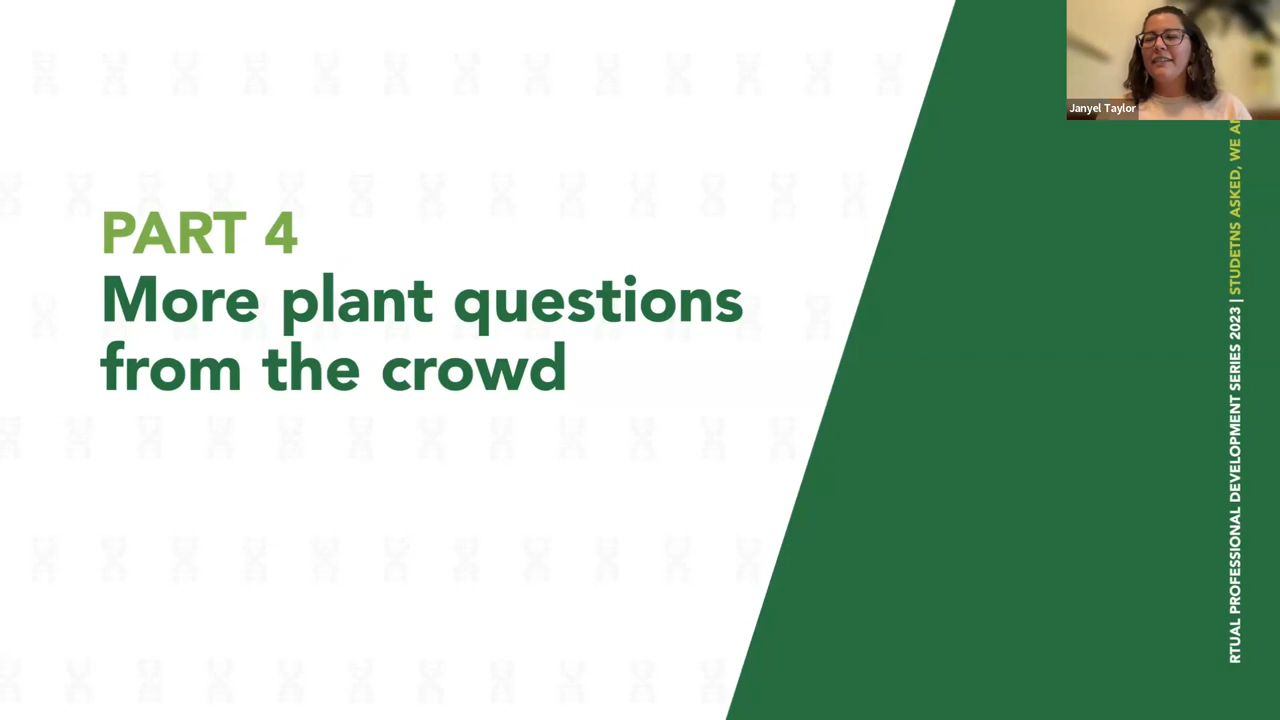 PART 4
More plant questions
from the crowd
Janyel Taylor
RTUAL PROFESSIONAL DEVELOPMENT SERIES 2023 | STUDETNS ASKED, WE